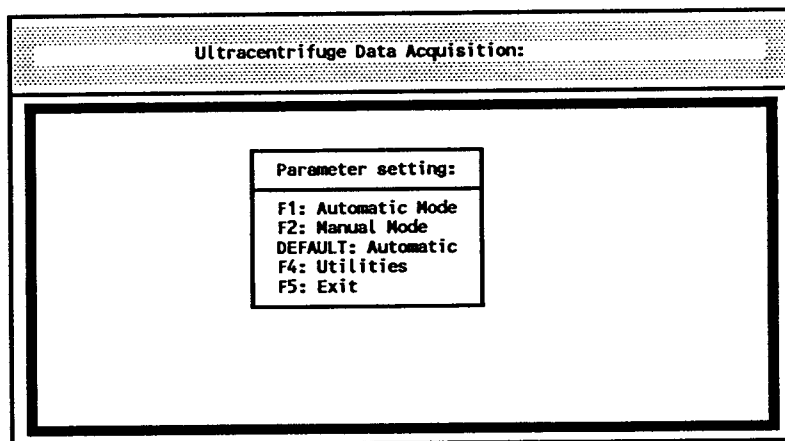 Ultracentrifuge Data Acquisition:
Parameter setting:
F1: Automatic Mode
F2: Manual Mode
DEFAULT: Automatic
F4: Utilities
F5: Exit